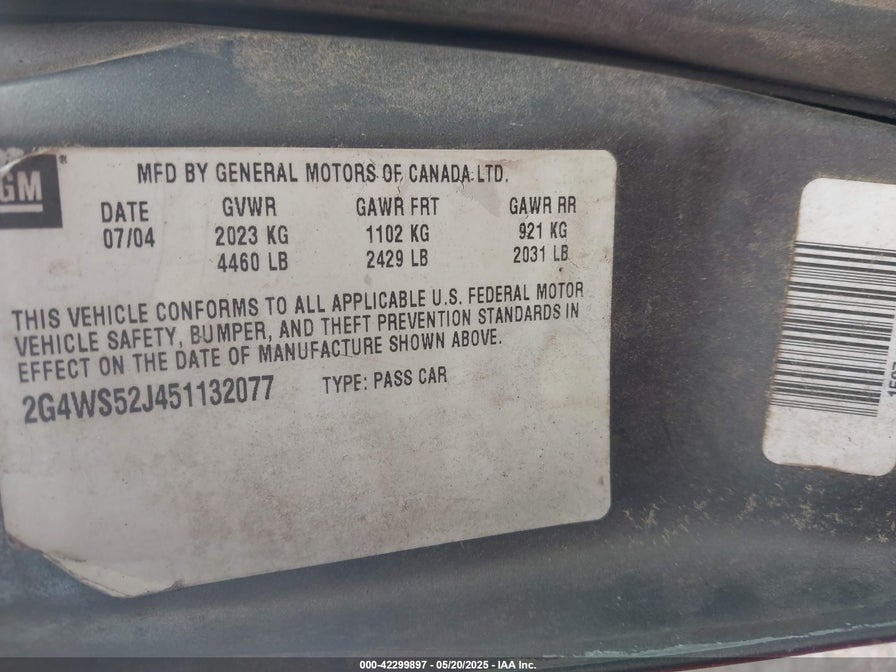 GM®
MFD BY GENERAL MOTORS OF CANADA LTD.
DATE GVWR GAWR FRT GAWR RR
07/04 2023 KG 1102 KG 921 KG
4460 LB 2429 LB 2031 LB
THIS VEHICLE CONFORMS TO ALL APPLICABLE U.S. FEDERAL MOTOR
VEHICLE SAFETY, BUMPER, AND THEFT PREVENTION STANDARDS IN
EFFECT ON THE DATE OF MANUFACTURE SHOWN ABOVE.
2G4WS52J451132077 TYPE: PASS CAR
000-42299897 - 05/20/2025 - IAA Inc.